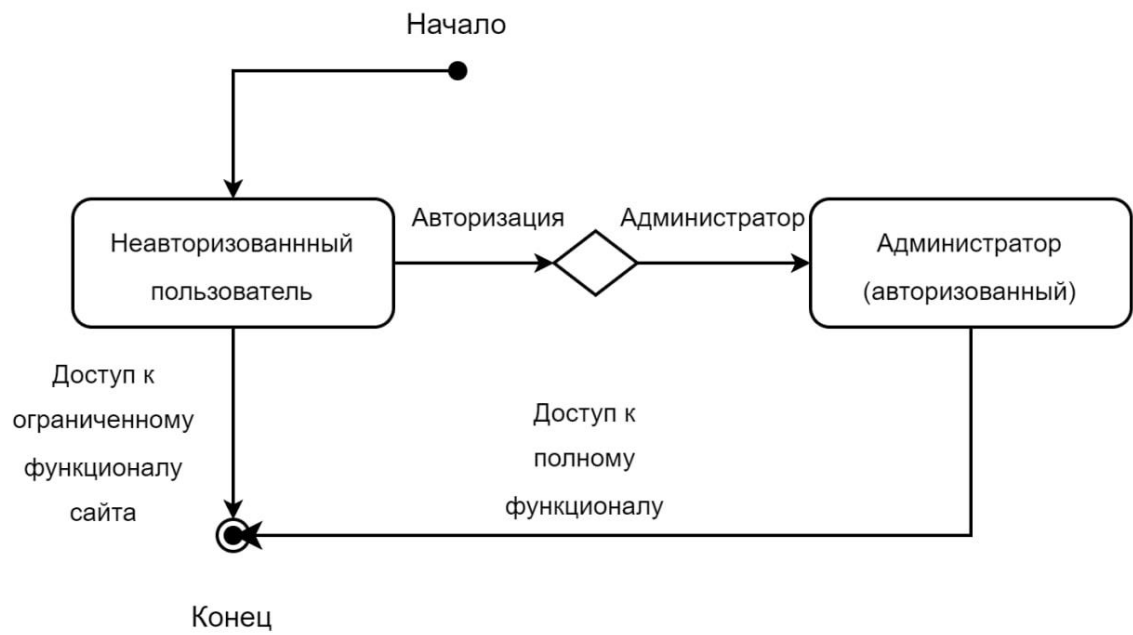 Начало
Неавторизованнный
пользователь
Авторизация
Администратор
Администратор
(авторизованный)
Доступ к
ограниченному
функционалу
сайта
Доступ к
полному
функционалу
Конец